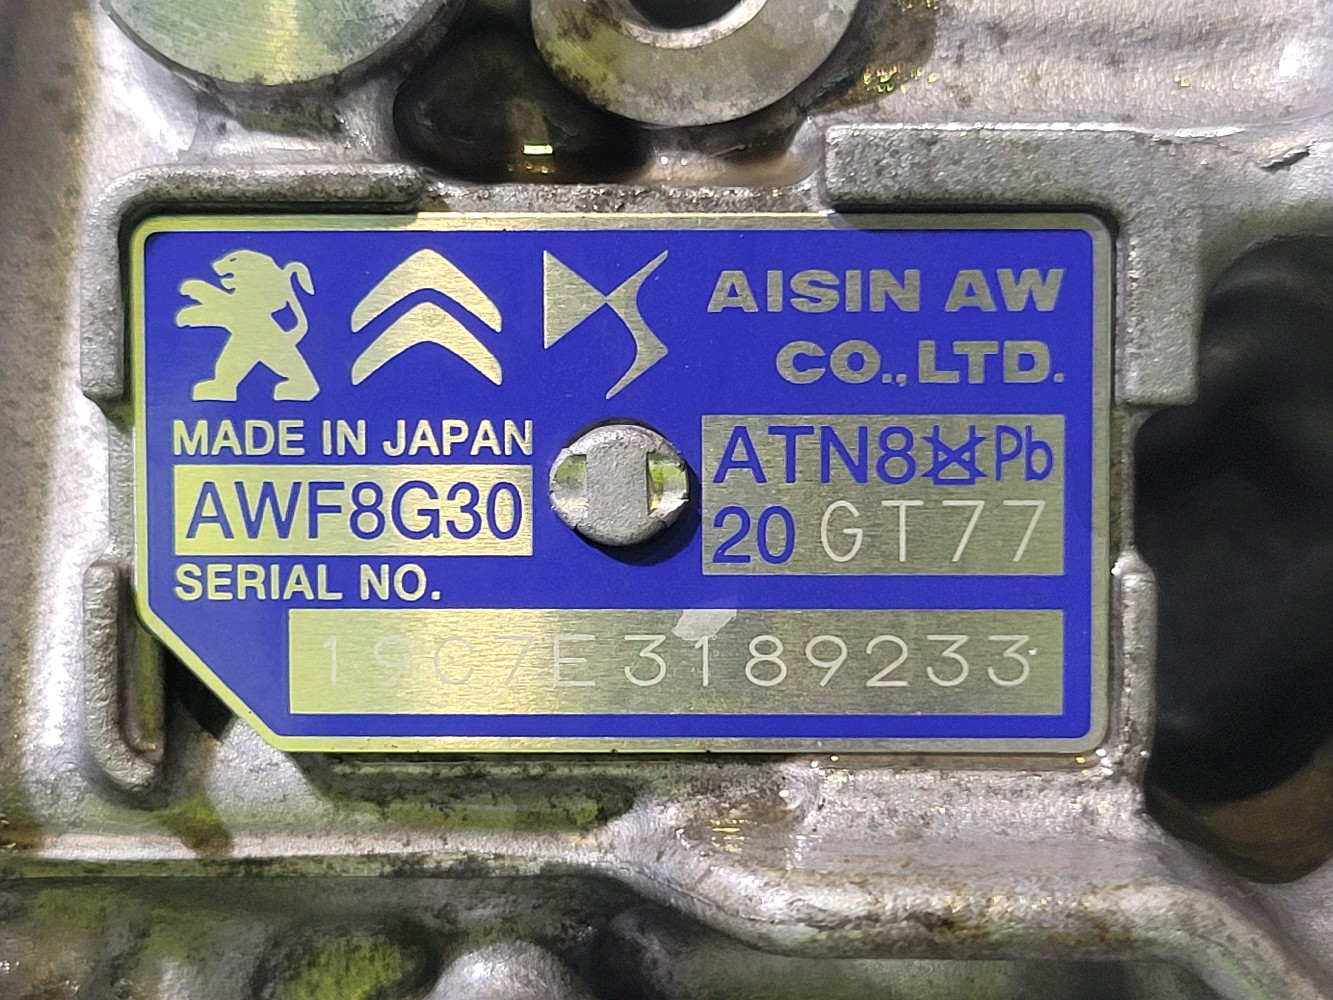 AISIN AW
CO.,LTD.
MADE IN JAPAN
AWF8G30
ATN8 Pb
20 GT77
SERIAL NO.
19C7E3189233